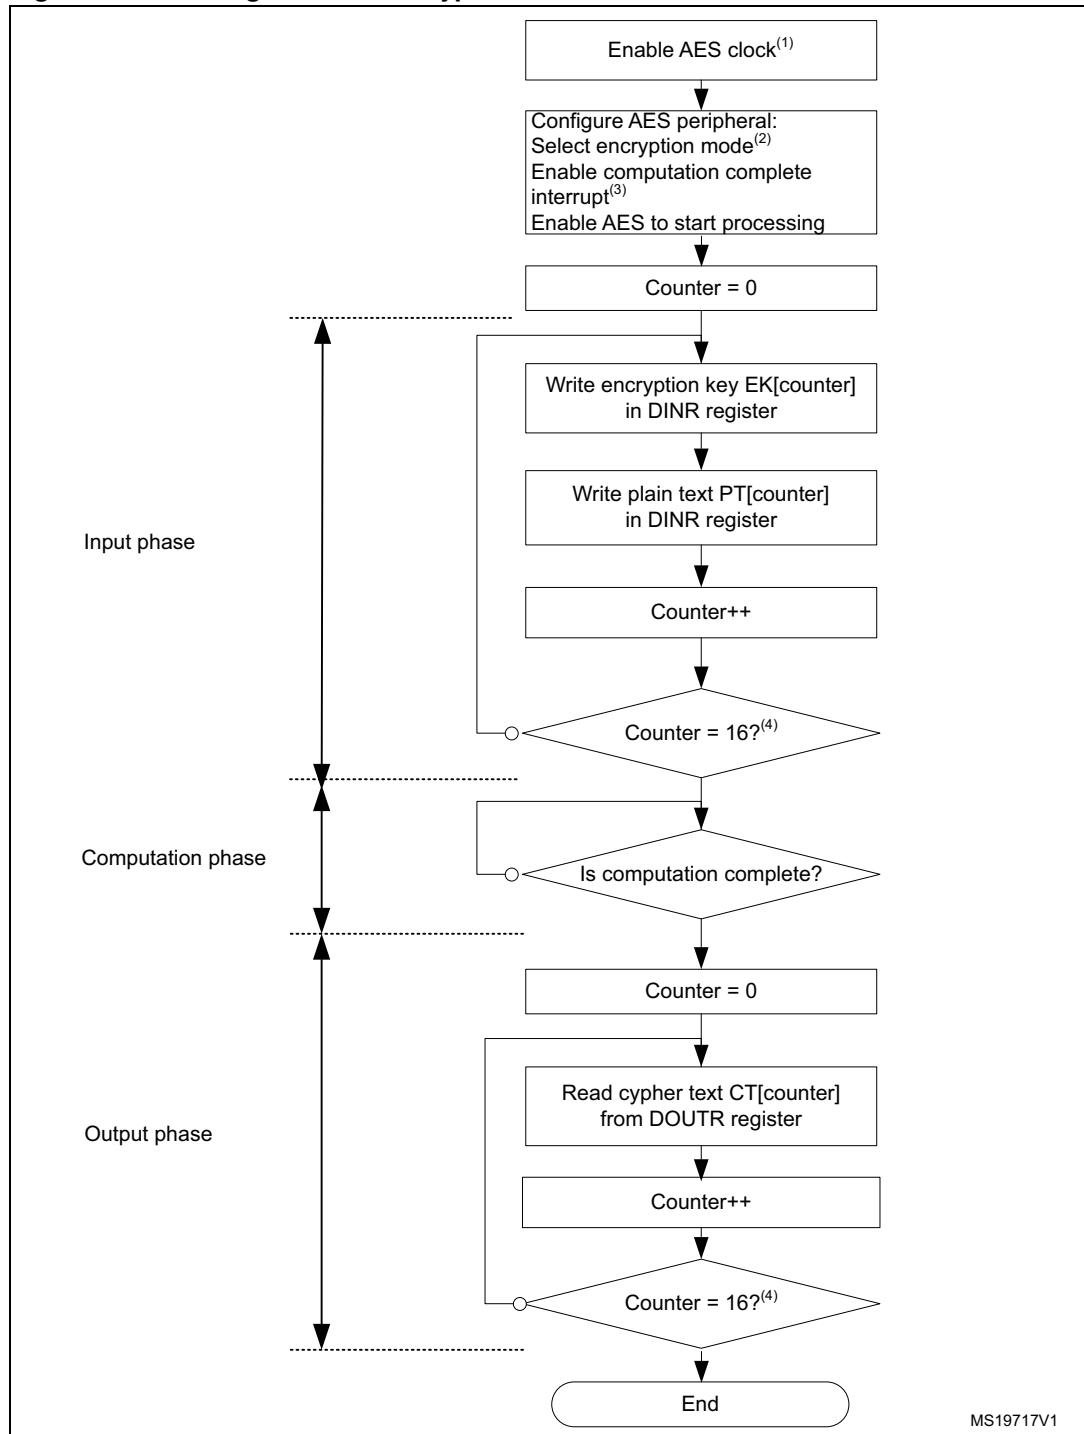 Enable AES clock(1)
Configure AES peripheral:
Select encryption mode(2)
Enable computation complete
interrupt(3)
Enable AES to start processing
Counter = 0
Write encryption key EK[counter]
in DINR register
Write plain text PT[counter]
in DINR register
Input phase
Counter++
Counter = 16?(4)
Computation phase
Is computation complete?
Counter = 0
Read cypher text CT[counter]
from DOUTR register
Output phase
Counter++
Counter = 16?(4)
End
MS19717V1